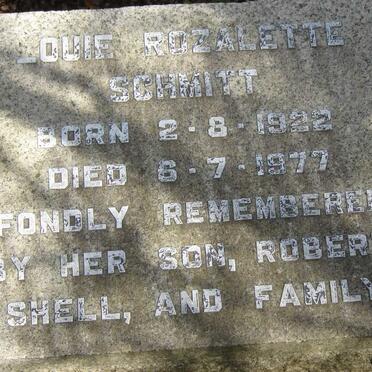 LOUIE ROZALETTE
SCHMITT
BORN 2-8-1922
DIED 6-7-1977
FONDLY REMEMBERE
BY HER SON, ROBER
SHELL, AND FAMILY